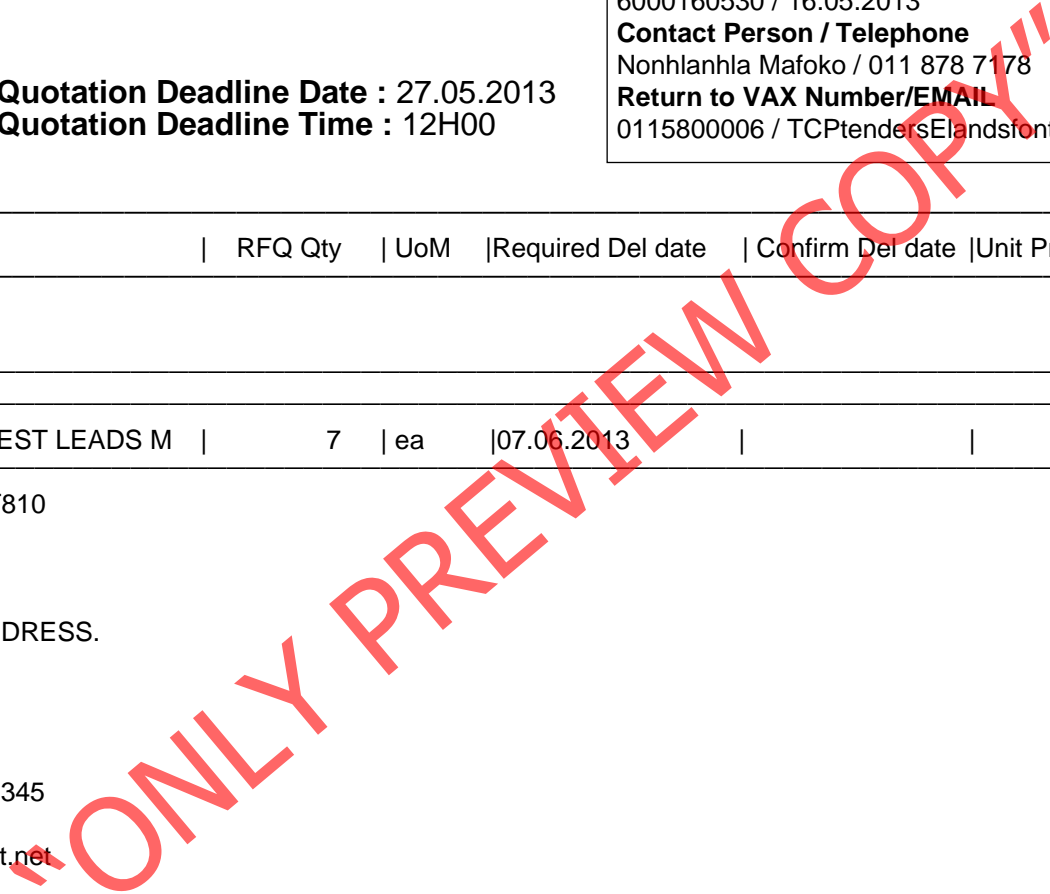 6000160530 / 16.05.2013
Contact Person / Telephone
Nonhlanhla Mafoko / 011 878 7178
Quotation Deadline Date : 27.05.2013
Return to VAX Number/EMAIL
Quotation Deadline Time : 12H00
0115800006 / TCPtendersElandsfont
| RFQ Qty | UoM |Required Del date | Confirm Del date |Unit Pr
EST LEADS M | 7 | ea |07.06.2013 | |
810
DRESS.
345
t.net
"ONLY PREVIEW COPY"